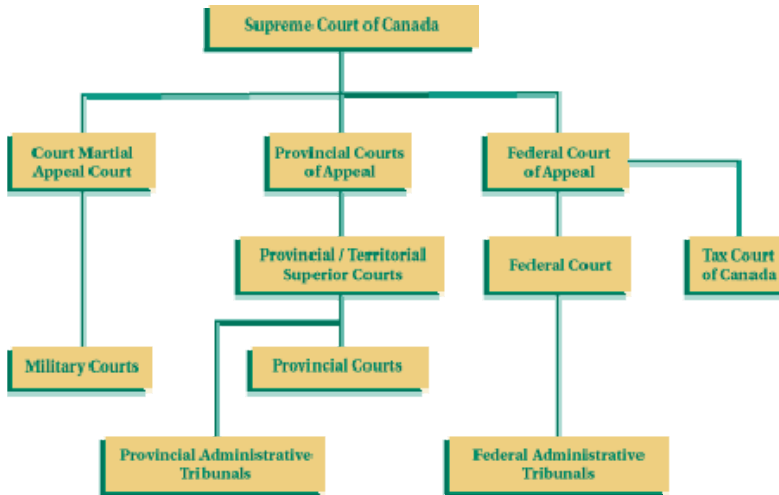 Supreme Court of Canada
Court Martial
Appeal Court
Provincial Courts
of Appeal
Federal Court
of Appeal
Provincial / Territorial
Superior Courts
Federal Court
Tax Court
of Canada
Military Courts
Provincial Courts
Provincial Administrative
Tribunals
Federal Administrative
Tribunals